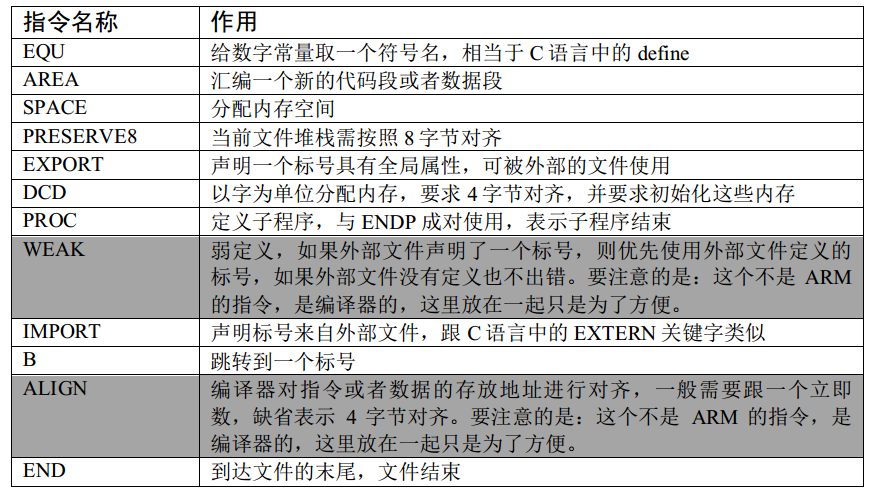 指令名称 作用
EQU 给数字常量取一个符号名，相当于 C 语言中的 define
AREA 汇编一个新的代码段或者数据段
SPACE 分配内存空间
PRESERVE8 当前文件堆栈需按照 8 字节对齐
EXPORT 声明一个标号具有全局属性，可被外部的文件使用
DCD 以字为单位分配内存，要求 4 字节对齐，并要求初始化这些内存
PROC 定义子程序，与 ENDP 成对使用，表示子程序结束
WEAK 弱定义，如果外部文件声明了一个标号，则优先使用外部文件定义的
标号，如果外部文件没有定义也不出错。要注意的是：这个不是 ARM
的指令，是编译器的，这里放在一起只是为了方便。
IMPORT 声明标号来自外部文件，跟 C 语言中的 EXTERN 关键字类似
B 跳转到一个标号
ALIGN 编译器对指令或者数据的存放地址进行对齐，一般需要跟一个立即
数，缺省表示 4 字节对齐。要注意的是：这个不是 ARM 的指令，是
编译器的，这里放在一起只是为了方便。
END 到达文件的末尾，文件结束